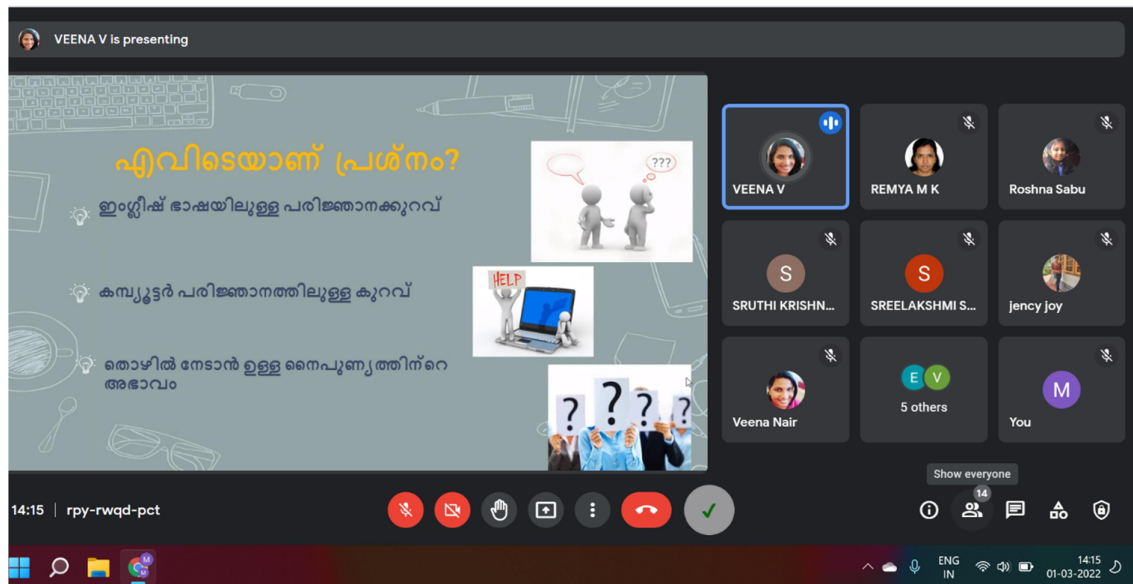 VEENA V is presenting
എവിടെയാണ് പ്രശ്നം?
ഇംഗ്ലീഷ് ഭാഷയിലുള്ള പരിജ്ഞാനക്കുറവ്
കമ്പ്യൂട്ടർ പരിജ്ഞാനത്തിലുള്ള കുറവ്
തൊഴിൽ നേടാൻ ഉള്ള നൈപുണ്യത്തിന്റെ
അഭാവം
???
HELP
? ? ? ?
VEENA V
REMYA M K
Roshna Sabu
S
SRUTHI KRISHN...
S
SREELAKSHMI S...
jency joy
Veena Nair
E V
5 others
M
You
Show everyone
14
14:15 | rpy-rwqd-pct
ENG
IN
14:15
01-03-2022